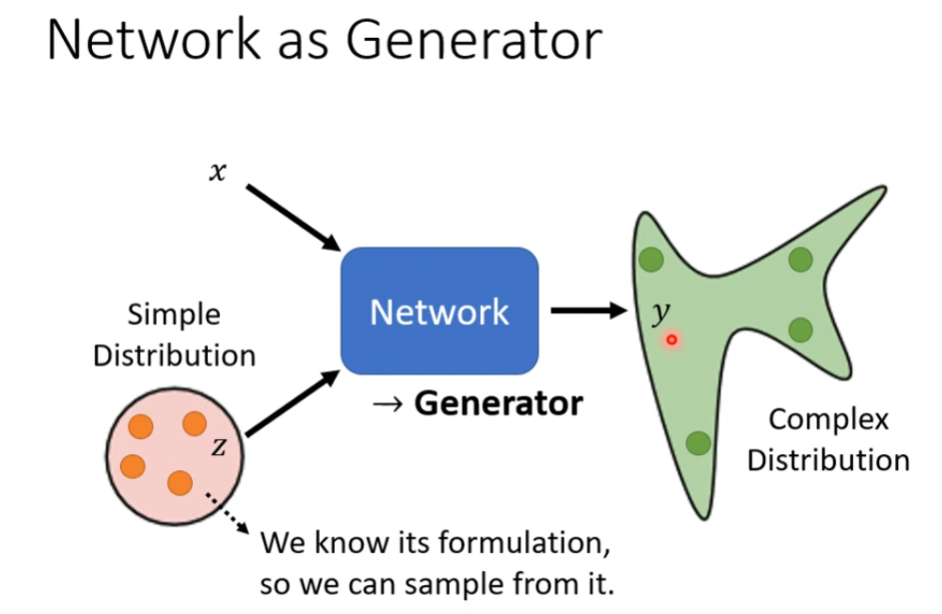 Network as Generator
x
Simple
Distribution
z
Network
→ Generator
y
Complex
Distribution
We know its formulation,
so we can sample from it.